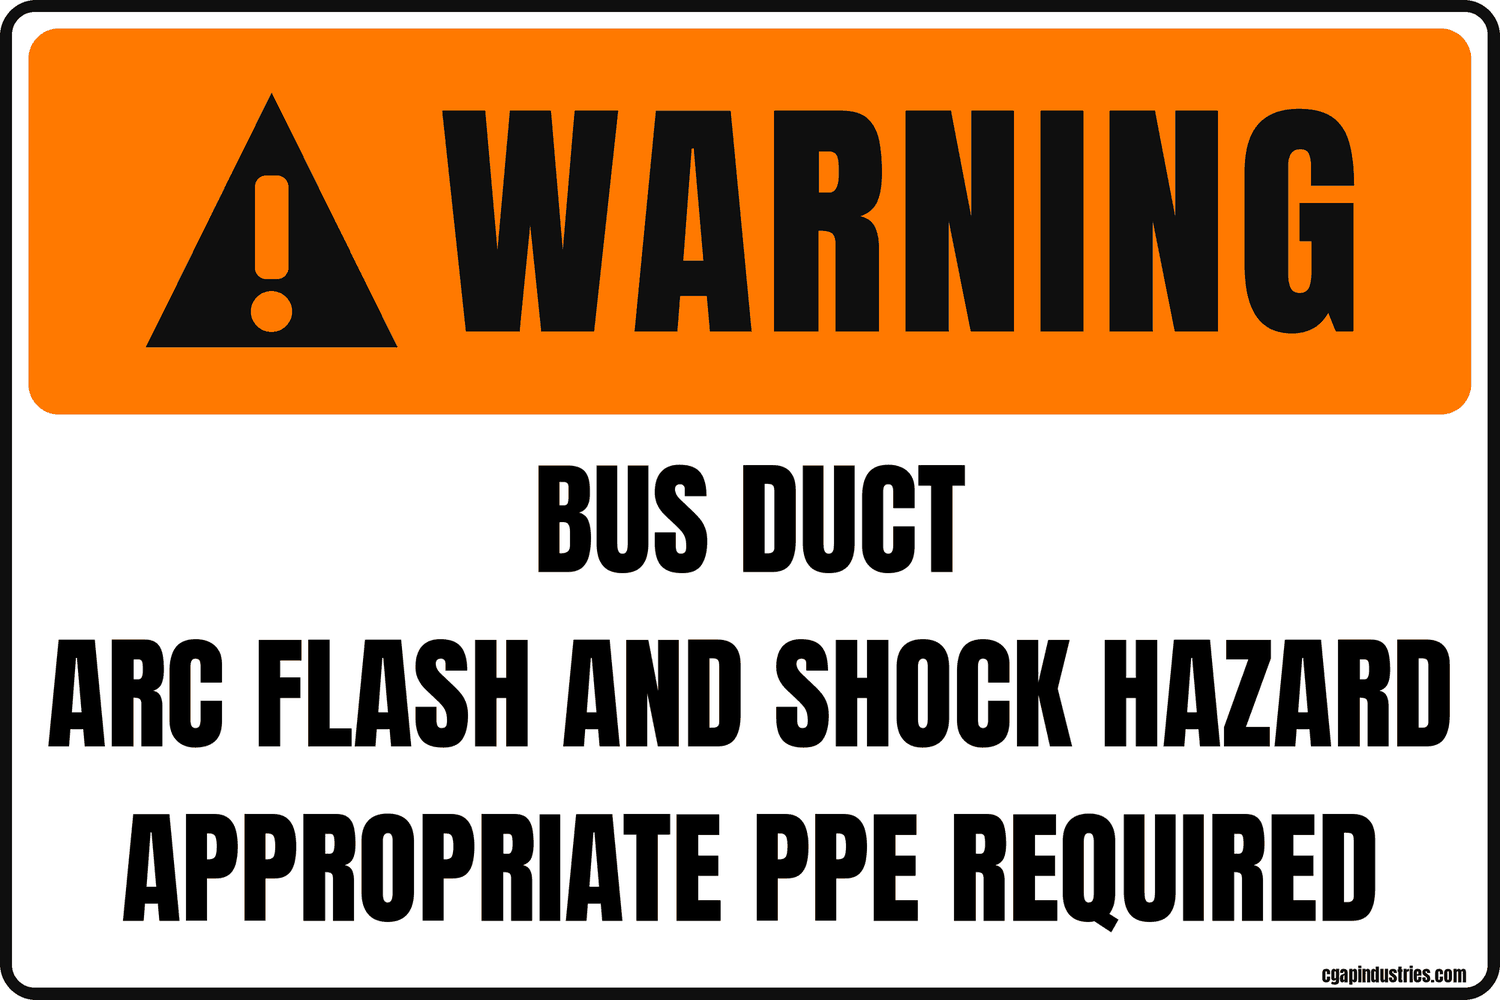 WARNING
BUS DUCT
ARC FLASH AND SHOCK HAZARD
APPROPRIATE PPE REQUIRED
cgapindustries.com